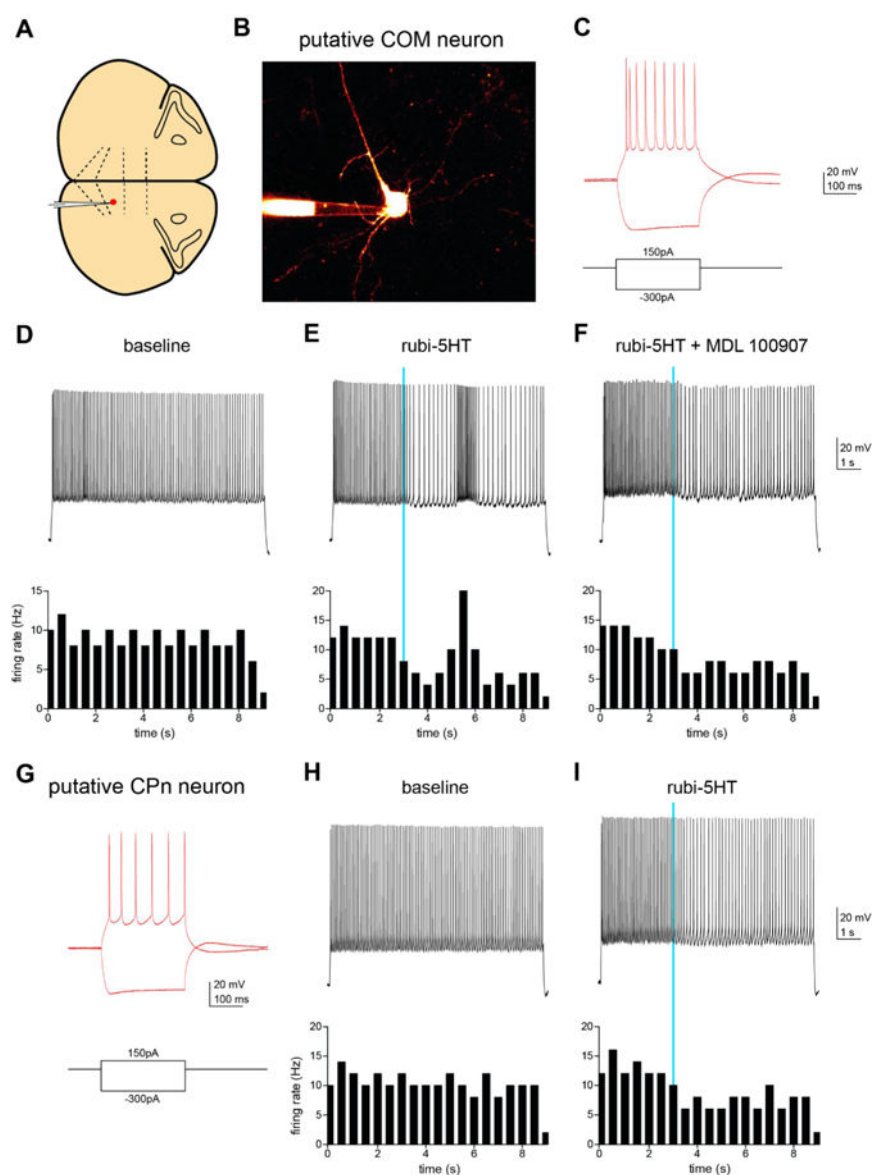 A
B
putative COM neuron
C
20 mV
100 ms
150pA
-300pA
D
baseline
E
rubi-5HT
F
rubi-5HT + MDL 100907
20 mV
1 s
firing rate (Hz)
15
10
5
0
0 2 4 6 8
time (s)
20
15
10
5
0
0 2 4 6 8
time (s)
20
15
10
5
0
0 2 4 6 8
time (s)
G
putative CPn neuron
20 mV
100 ms
150pA
-300pA
H
baseline
I
rubi-5HT
20 mV
1 s
firing rate (Hz)
20
15
10
5
0
0 2 4 6 8
time (s)
20
15
10
5
0
0 2 4 6 8
time (s)